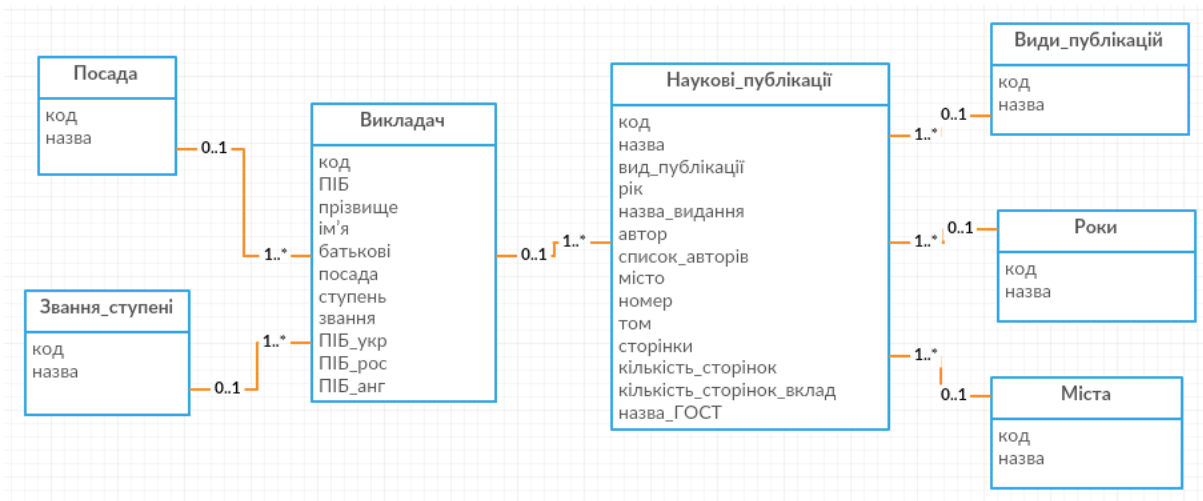 Посада
код
назва
0..1
1..*
Звання_ступені
код
назва
0..1
1..*
Викладач
код
ПІБ
прізвище
ім'я
батькові
посада
ступень
звання
ПІБ_укр
ПІБ_рос
ПІБ_анг
0..1
1..*
Наукові_публікації
код
назва
вид_публікації
рік
назва_видання
автор
список_авторів
місто
номер
том
сторінки
кількість_сторінок
кількість_сторінок_вклад
назва_ГОСТ
1..*
0..1
Види_публікацій
код
назва
1..*
0..1
Роки
код
назва
1..*
0..1
Міста
код
назва